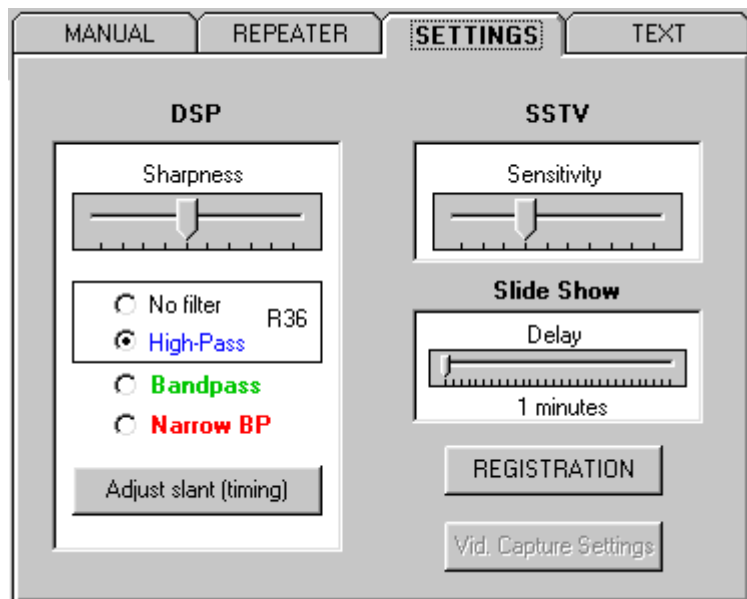 MANUAL REPEATER SETTINGS TEXT
DSP
Sharpness
No filter
R36
High-Pass
Bandpass
Narrow BP
Adjust slant (timing)
SSTV
Sensitivity
Slide Show
Delay
1 minutes
REGISTRATION
Vid. Capture Settings